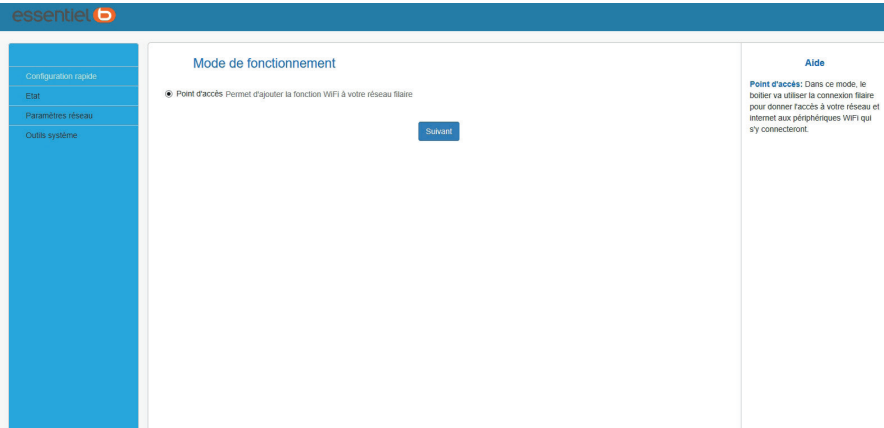 essentiel b
Configuration rapide
Etat
Paramètres réseau
Outils système
Mode de fonctionnement
Point d'accès Permet d'ajouter la fonction WiFi à votre réseau filaire
Suivant
Aide
Point d'accès: Dans ce mode, le
boitier va utiliser la connexion filaire
pour donner l'accès à votre réseau et
internet aux périphériques WiFi qui
s'y connecteront.